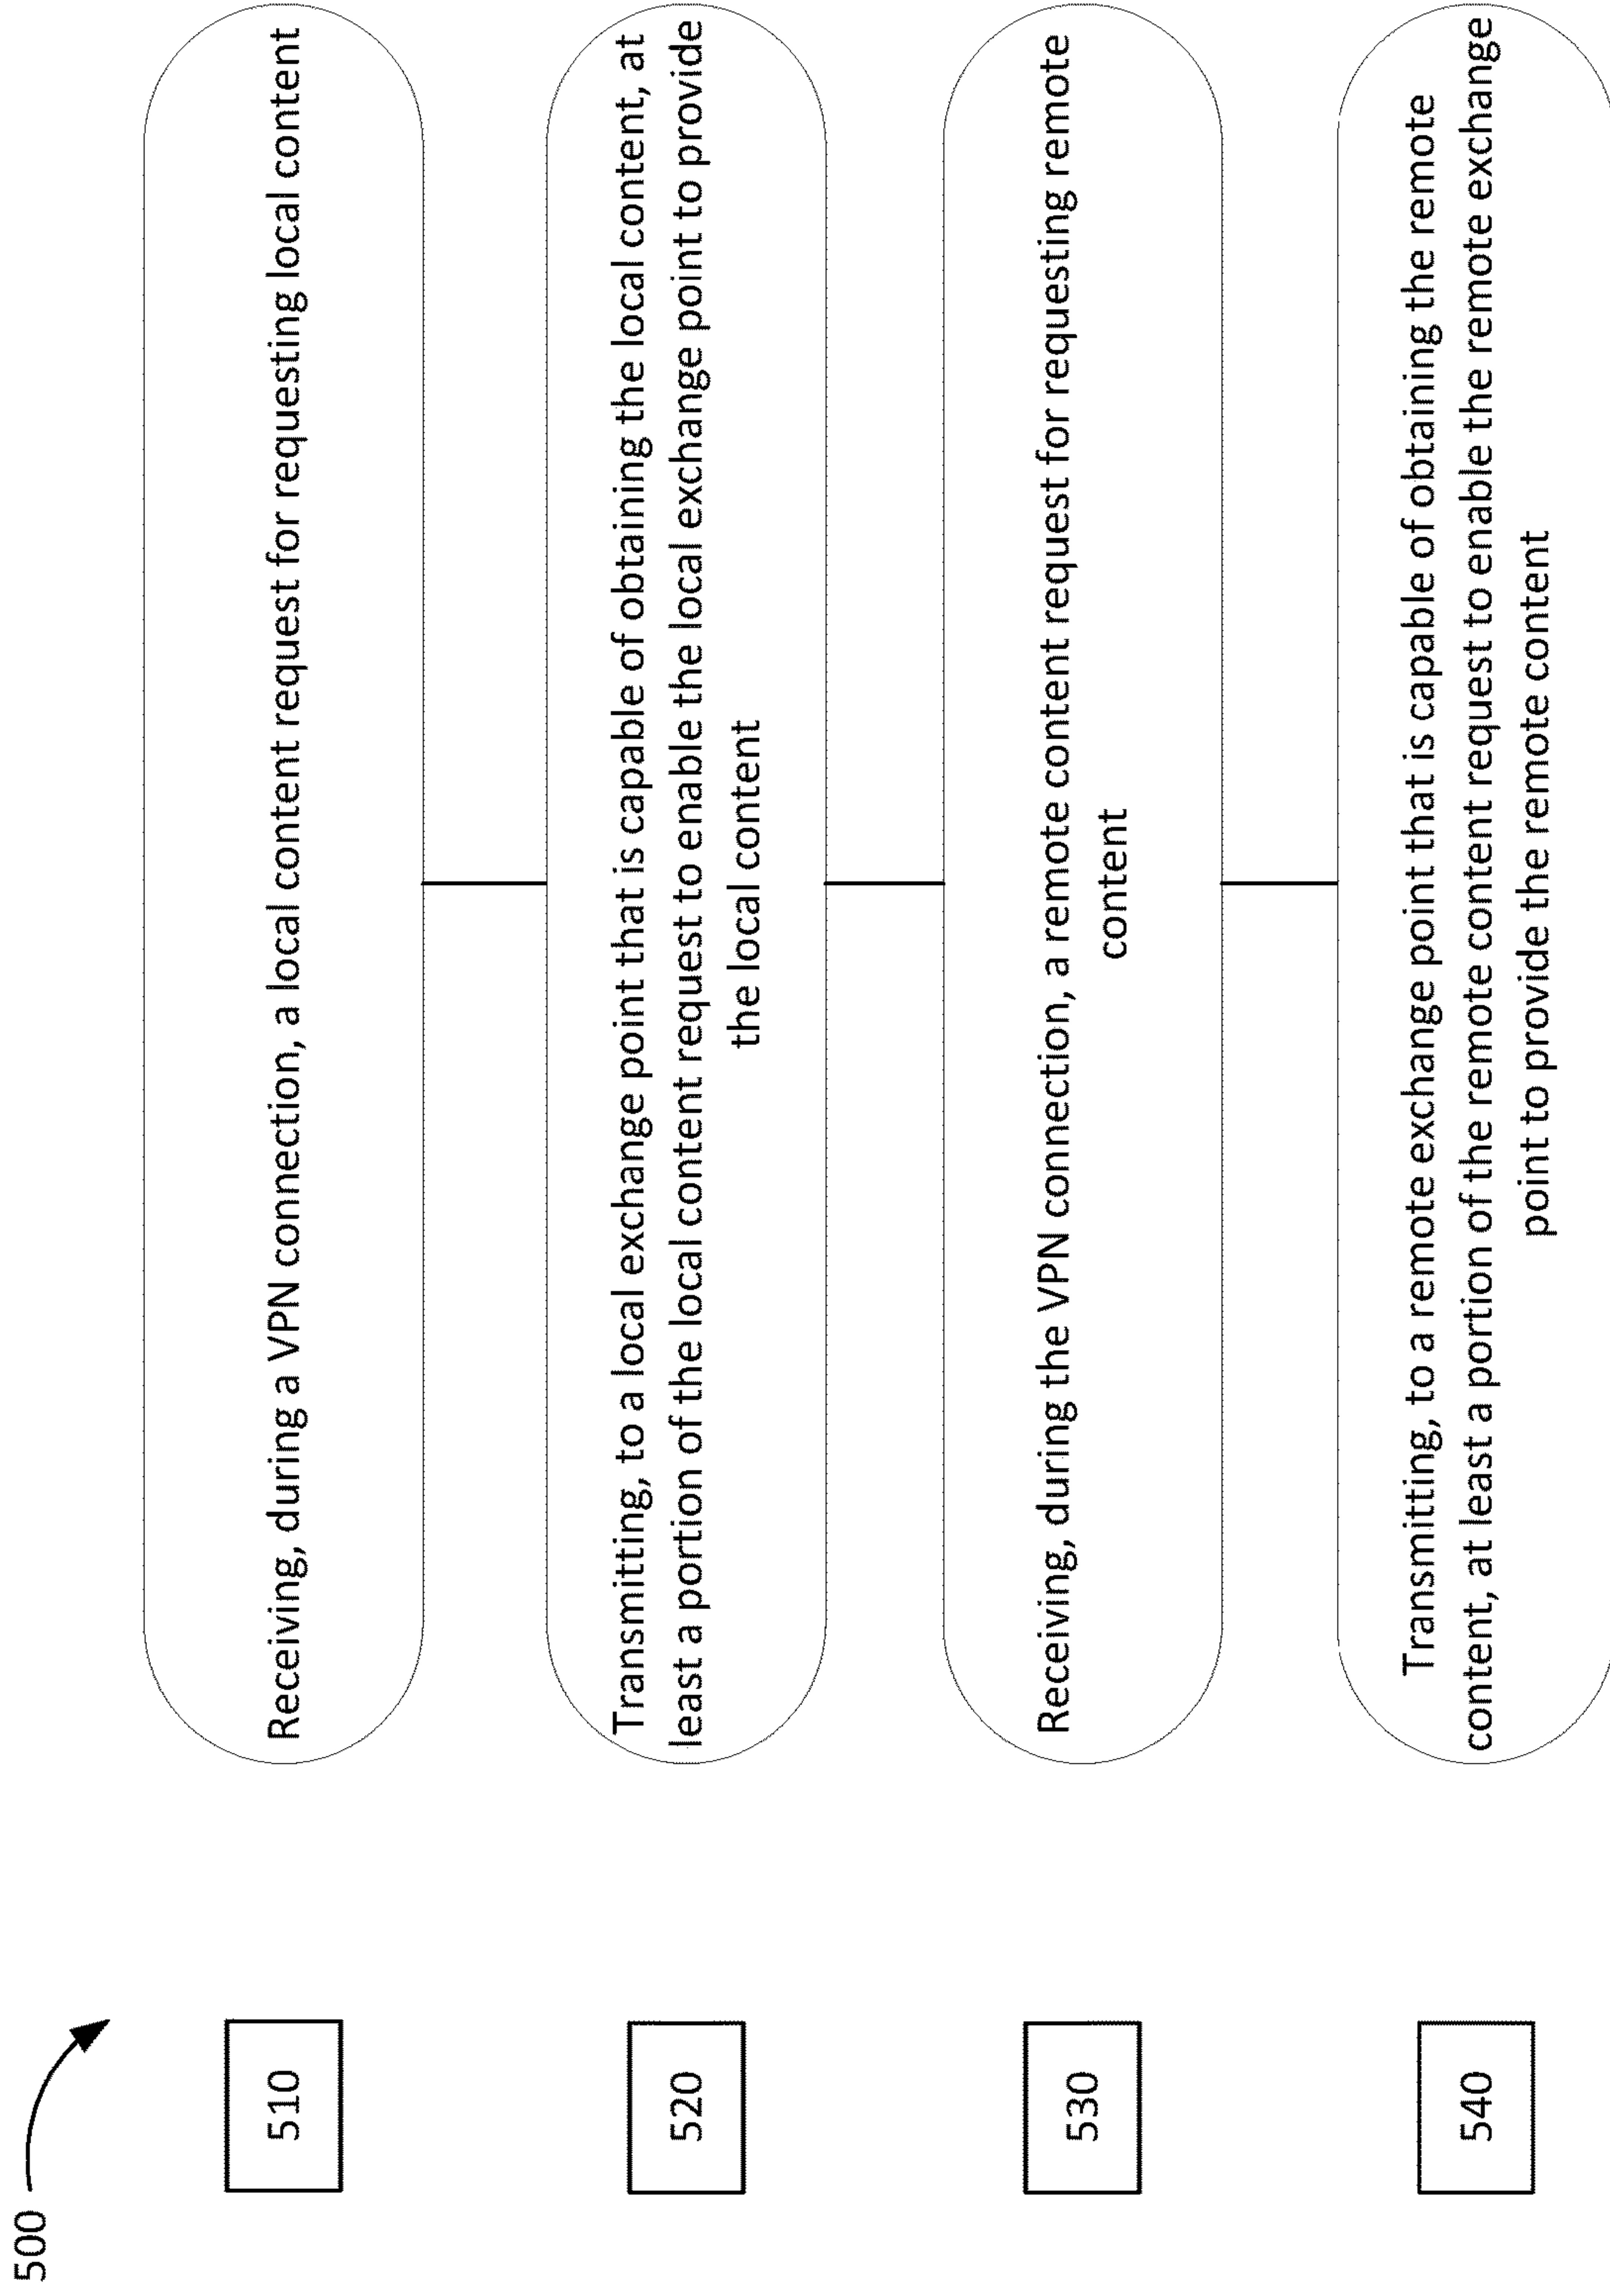 500
510
Receiving, during a VPN connection, a local content request for requesting local content
520
Transmitting, to a local exchange point that is capable of obtaining the local content, at
least a portion of the local content request to enable the local exchange point to provide
the local content
530
Receiving, during the VPN connection, a remote content request for requesting remote
content
540
Transmitting, to a remote exchange point that is capable of obtaining the remote
content, at least a portion of the remote content request to enable the remote exchange
point to provide the remote content